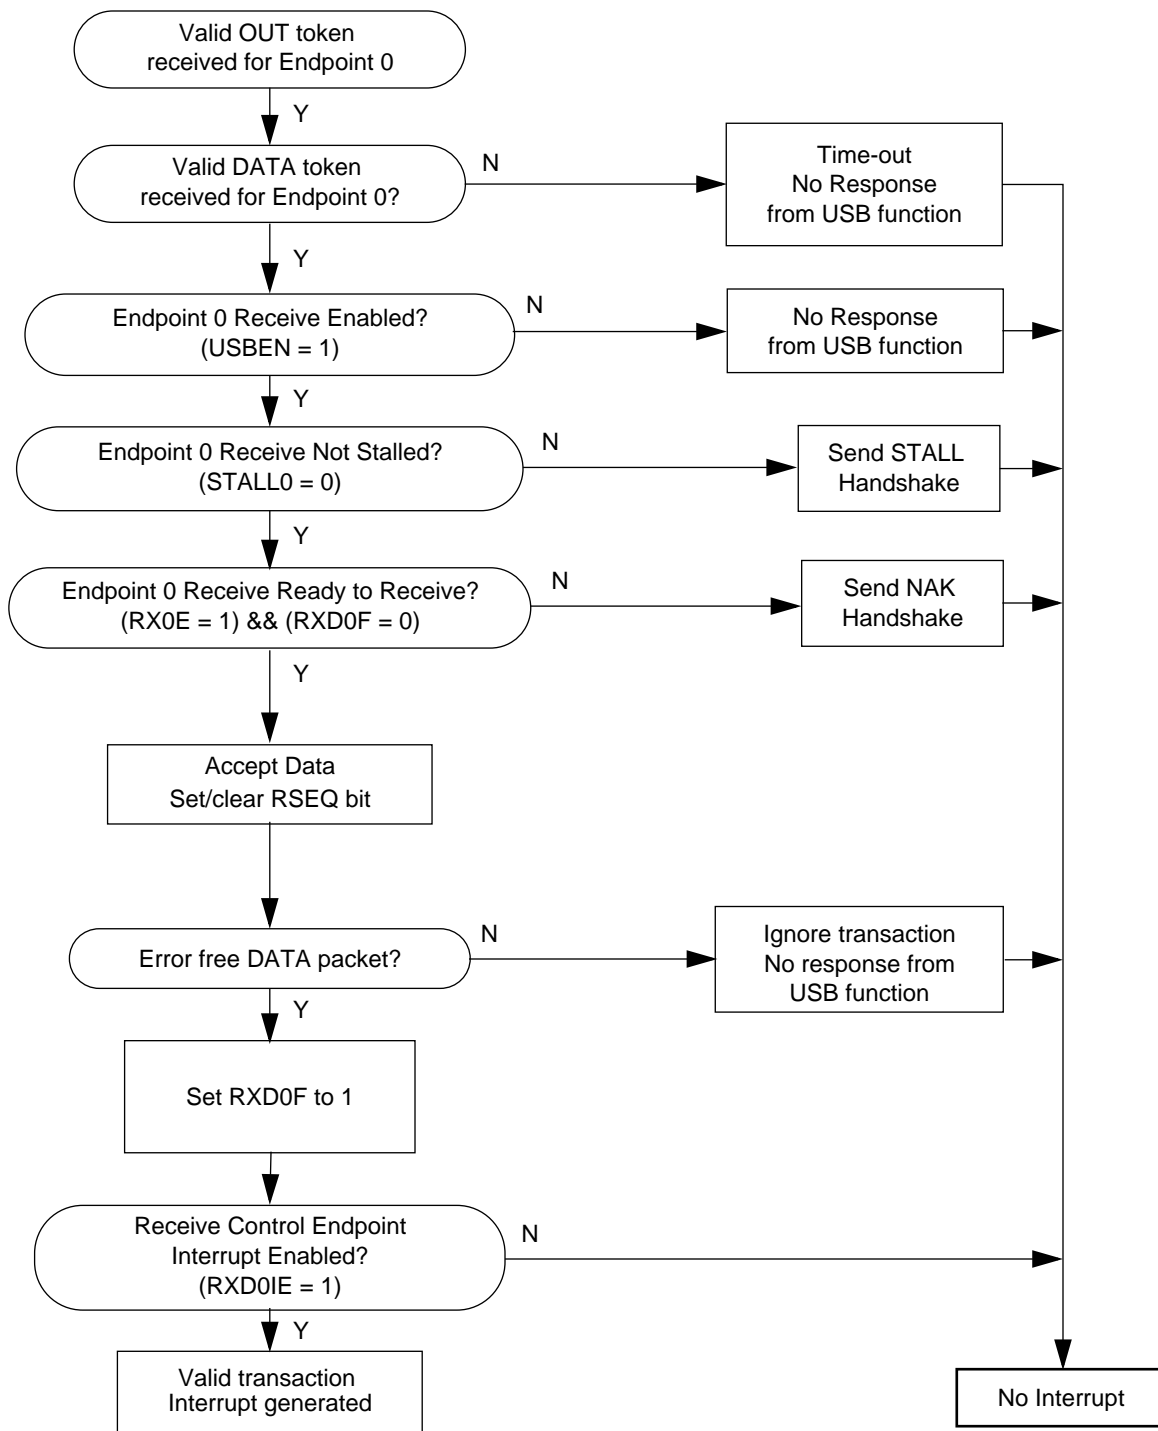 Valid OUT token
received for Endpoint 0
Y
Valid DATA token
received for Endpoint 0?
N
Time-out
No Response
from USB function
Y
Endpoint 0 Receive Enabled?
(USBEN = 1)
N
No Response
from USB function
Y
Endpoint 0 Receive Not Stalled?
(STALL0 = 0)
N
Send STALL
Handshake
Y
Endpoint 0 Receive Ready to Receive?
(RX0E = 1) && (RXD0F = 0)
N
Send NAK
Handshake
Y
Accept Data
Set/clear RSEQ bit
Error free DATA packet?
N
Ignore transaction
No response from
USB function
Y
Set RXD0F to 1
Receive Control Endpoint
Interrupt Enabled?
(RXD0IE = 1)
N
Y
Valid transaction
Interrupt generated
No Interrupt